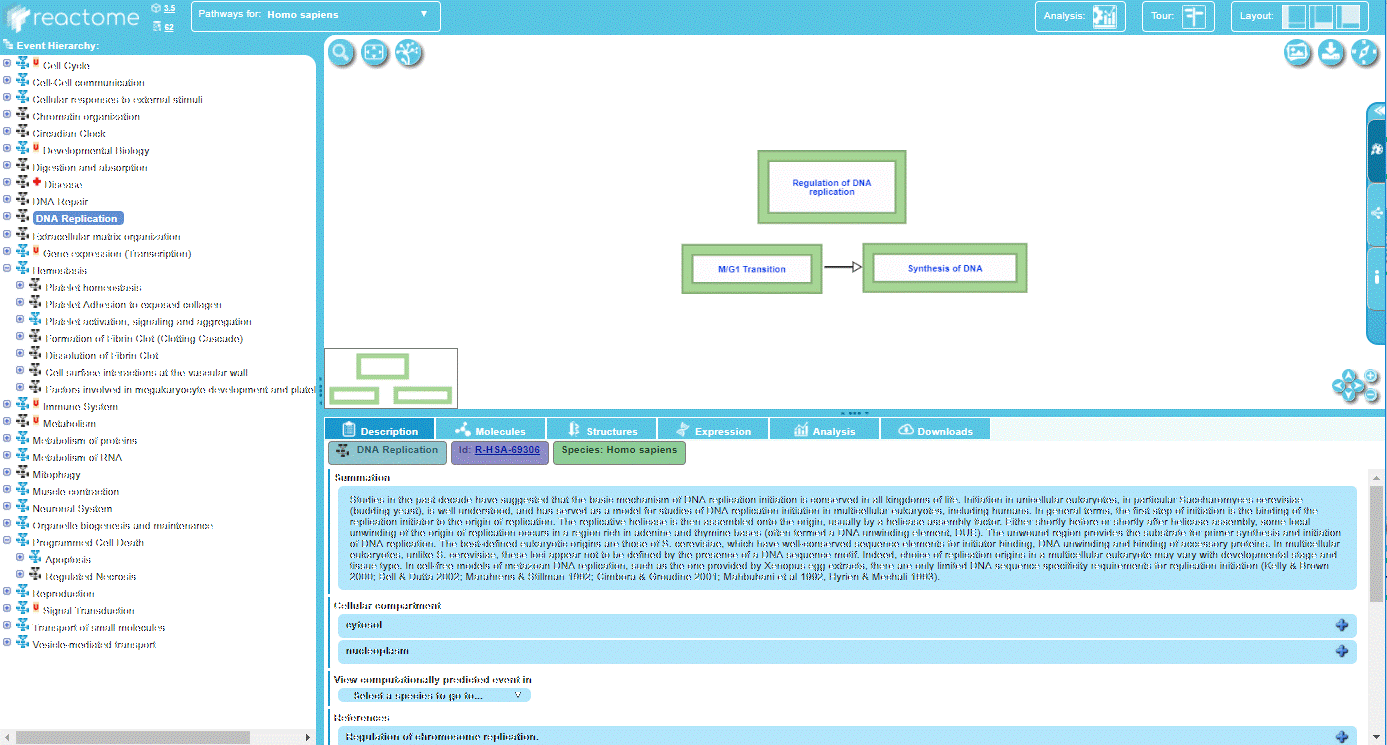 reactome
3.5
62
Pathways for: Homo sapiens
Analysis:
Tour:
Layout:
Event Hierarchy:
Cell Cycle
Cell-Cell communication
Cellular responses to external stimuli
Chromatin organization
Circadian Clock
Developmental Biology
Digestion and absorption
Disease
DNA Repair
DNA Replication
Extracellular matrix organization
Gene expression (Transcription)
Hemostasis
Platelet homeostasis
Platelet Adhesion to exposed collagen
Platelet activation, signaling and aggregation
Formation of Fibrin Clot (Clotting Cascade)
Dissolution of Fibrin Clot
Cell surface interactions at the vascular wall
Factors involved in megakaryocyte development and platel
Immune System
Metabolism
Metabolism of proteins
Metabolism of RNA
Mitophagy
Muscle contraction
Neuronal System
Organelle biogenesis and maintenance
Programmed Cell Death
Apoptosis
Regulated Necrosis
Reproduction
Signal Transduction
Transport of small molecules
Vesicle-mediated transport
Regulation of DNA
replication
M/G1 Transition
Synthesis of DNA
Description
Molecules
Structures
Expression
Analysis
Downloads
DNA Replication
Id: R-HSA-69306
Species: Homo sapiens
Summation
Studies in the past decade have suggested that the basic mechanism of DNA replication initiation is conserved in all kingdoms of life. Initiation in unicellular eukaryotes, in particular Saccharomyces cerevisiae
(budding yeast), is well understood, and has served as a model for studies of DNA replication initiation in multicellular eukaryotes, including humans. In general terms, the first step of initiation is the binding of the
replication initiator to the origin of replication. The replicative helicase is then assembled onto the origin, usually by a helicase assembly factor. Either shortly before or shortly after helicase assembly, some local
unwinding of the origin of replication occurs in a region rich in adenine and thymine bases (often termed a DNA unwinding element, DUE). The unwound region provides the substrate for primer synthesis and initiation
of DNA replication. The best-defined eukaryotic origins are those of S. cerevisiae, which have well-conserved sequence elements for initiator binding, DNA unwinding and binding of accessory proteins. In multicellular
eukaryotes, unlike S. cerevisiae, these loci appear not to be defined by the presence of a DNA sequence motif. Indeed, choice of replication origins in a multicellular eukaryote may vary with developmental stage and
tissue type. In cell-free models of metazoan DNA replication, such as the one provided by Xenopus egg extracts, there are only limited DNA sequence specificity requirements for replication initiation (Kelly & Brown
2000; Bell & Dutta 2002; Marahrens & Stillman 1992; Cimbora & Groudine 2001; Mahbubani et al 1992, Hyrien & Mechali 1993).
Cellular compartment
cytosol
nucleoplasm
View computationally predicted event in
Select a species to go to...
References
Regulation of chromosome replication.